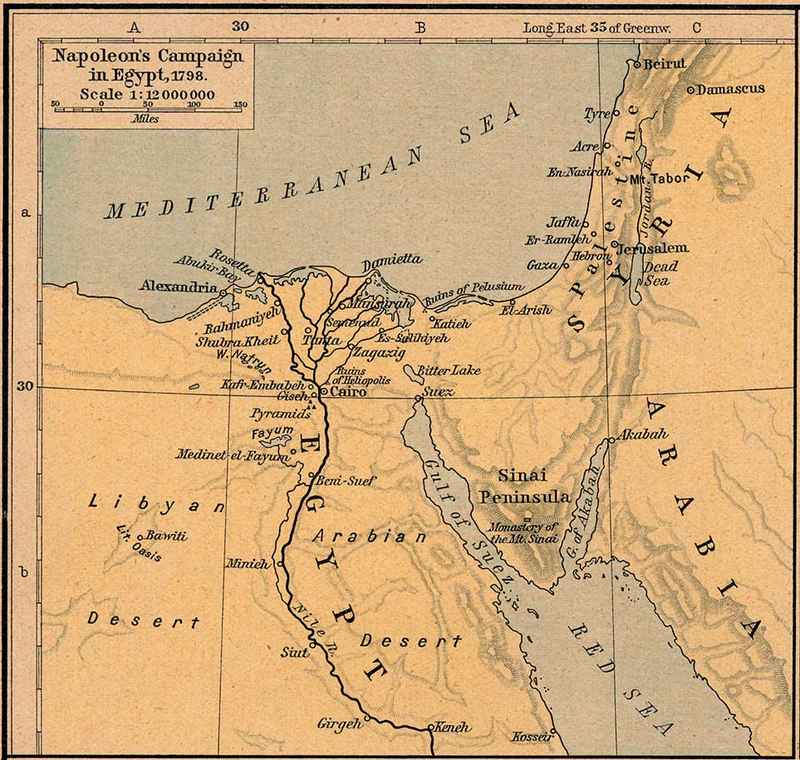 A 30 B Long. East 35 of Greenw. C
Napoleon's Campaign
in Egypt, 1798.
Scale 1:12000000
50 0 50 100 150
Miles
Beirut
Damascus
Tyre
Acre
En-Nasirah
Mt. Tabor
Jordan R.
Palestine
SYRIA
MEDITERRANEAN SEA
a
Jaffa
Er-Ramleh
Jerusalem
Hebron
Gaza
Dead
Sea
Rosetta
Abukir Bay
Damietta
Alexandria
Ruins of Pelusium
El-Arish
Mansurah
Rahmaniyeh
Semenud
Katieh
Shubra Kheit
Tanta
Es-Salihiyeh
W. Natrun
Zagazig
30
Kafr-Embabeh
Ruins
of Heliopolis
Bitter Lake
Giseh
Cairo
Suez
Pyramids
Fayum
Akabah
Medinet-el-Fayum
Beni-Suef
EGYPT
Gulf of Suez
Sinai
Peninsula
Monastery of
the Mt. Sinai
G. of Akabah
ARABIA
Libyan
Desert
Bawiti
Lit. Oasis
Arabian
Desert
b
Minieh
Nile R.
Siut
RED SEA
Girgeh
Keneh
Kosseir